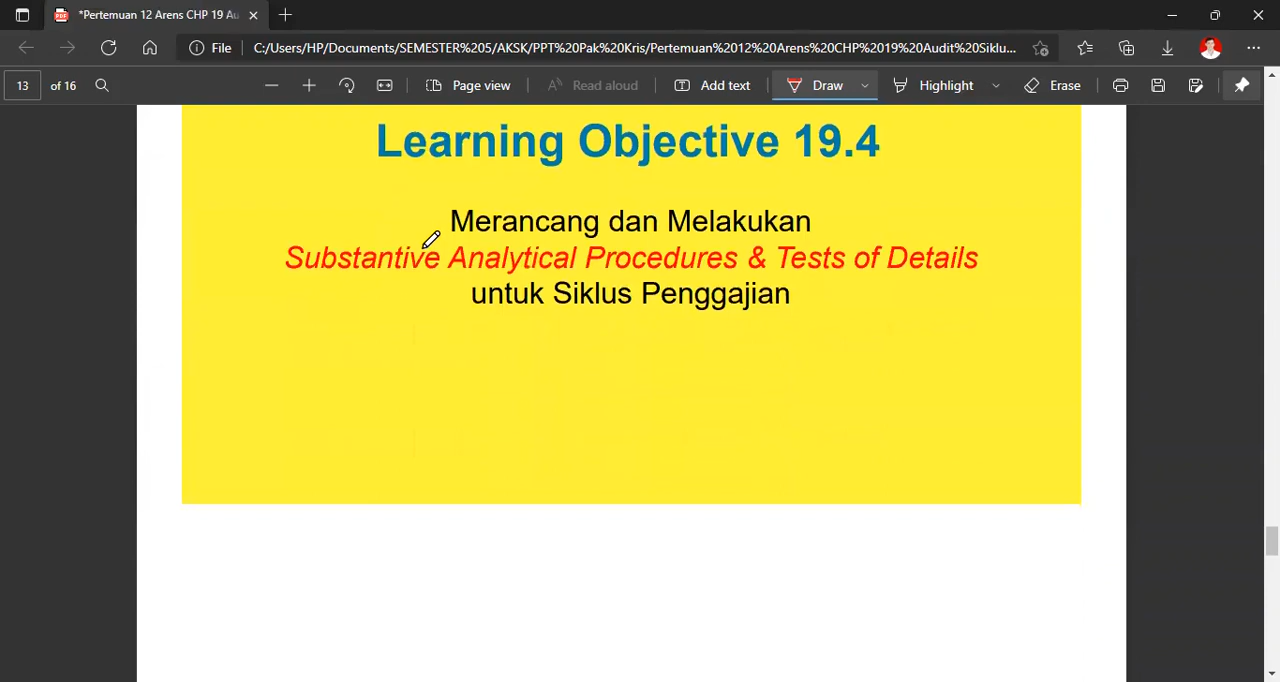 *Pertemuan 12 Arens CHP 19 Au
File
C:/Users/HP/Documents/SEMESTER%205/AKSK/PPT%20Pak%20Kris/Pertemuan%2012%20Arens%20CHP%2019%20Audit%20Siklu...
13 of 16
Page view
Read aloud
Add text
Draw
Highlight
Erase
Learning Objective 19.4
Merancang dan Melakukan
Substantive Analytical Procedures & Tests of Details
untuk Siklus Penggajian